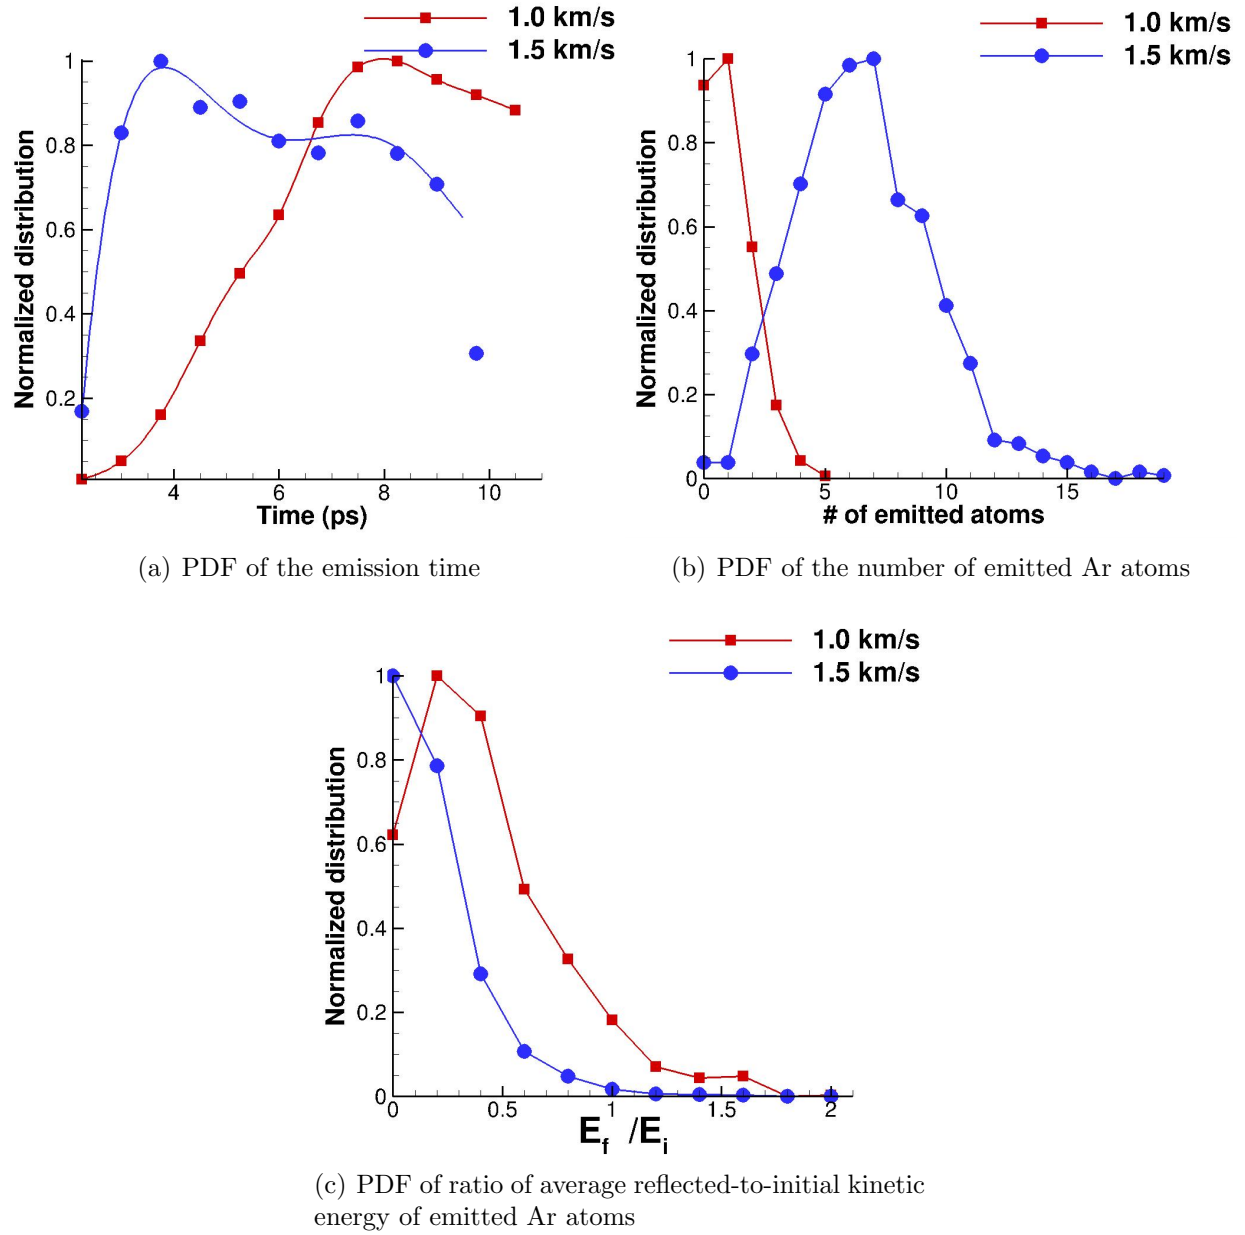 1.0 km/s
1.5 km/s
Normalized distribution
1
0.8
0.6
0.4
0.2
4 6 8 10
Time (ps)
(a) PDF of the emission time
1.0 km/s
1.5 km/s
Normalized distribution
1
0.8
0.6
0.4
0.2
0
0 5 10 15
# of emitted atoms
(b) PDF of the number of emitted Ar atoms
1.0 km/s
1.5 km/s
Normalized distribution
1
0.8
0.6
0.4
0.2
0
0 0.5 1 1.5 2
E_f /E_i
(c) PDF of ratio of average reflected-to-initial kinetic
energy of emitted Ar atoms